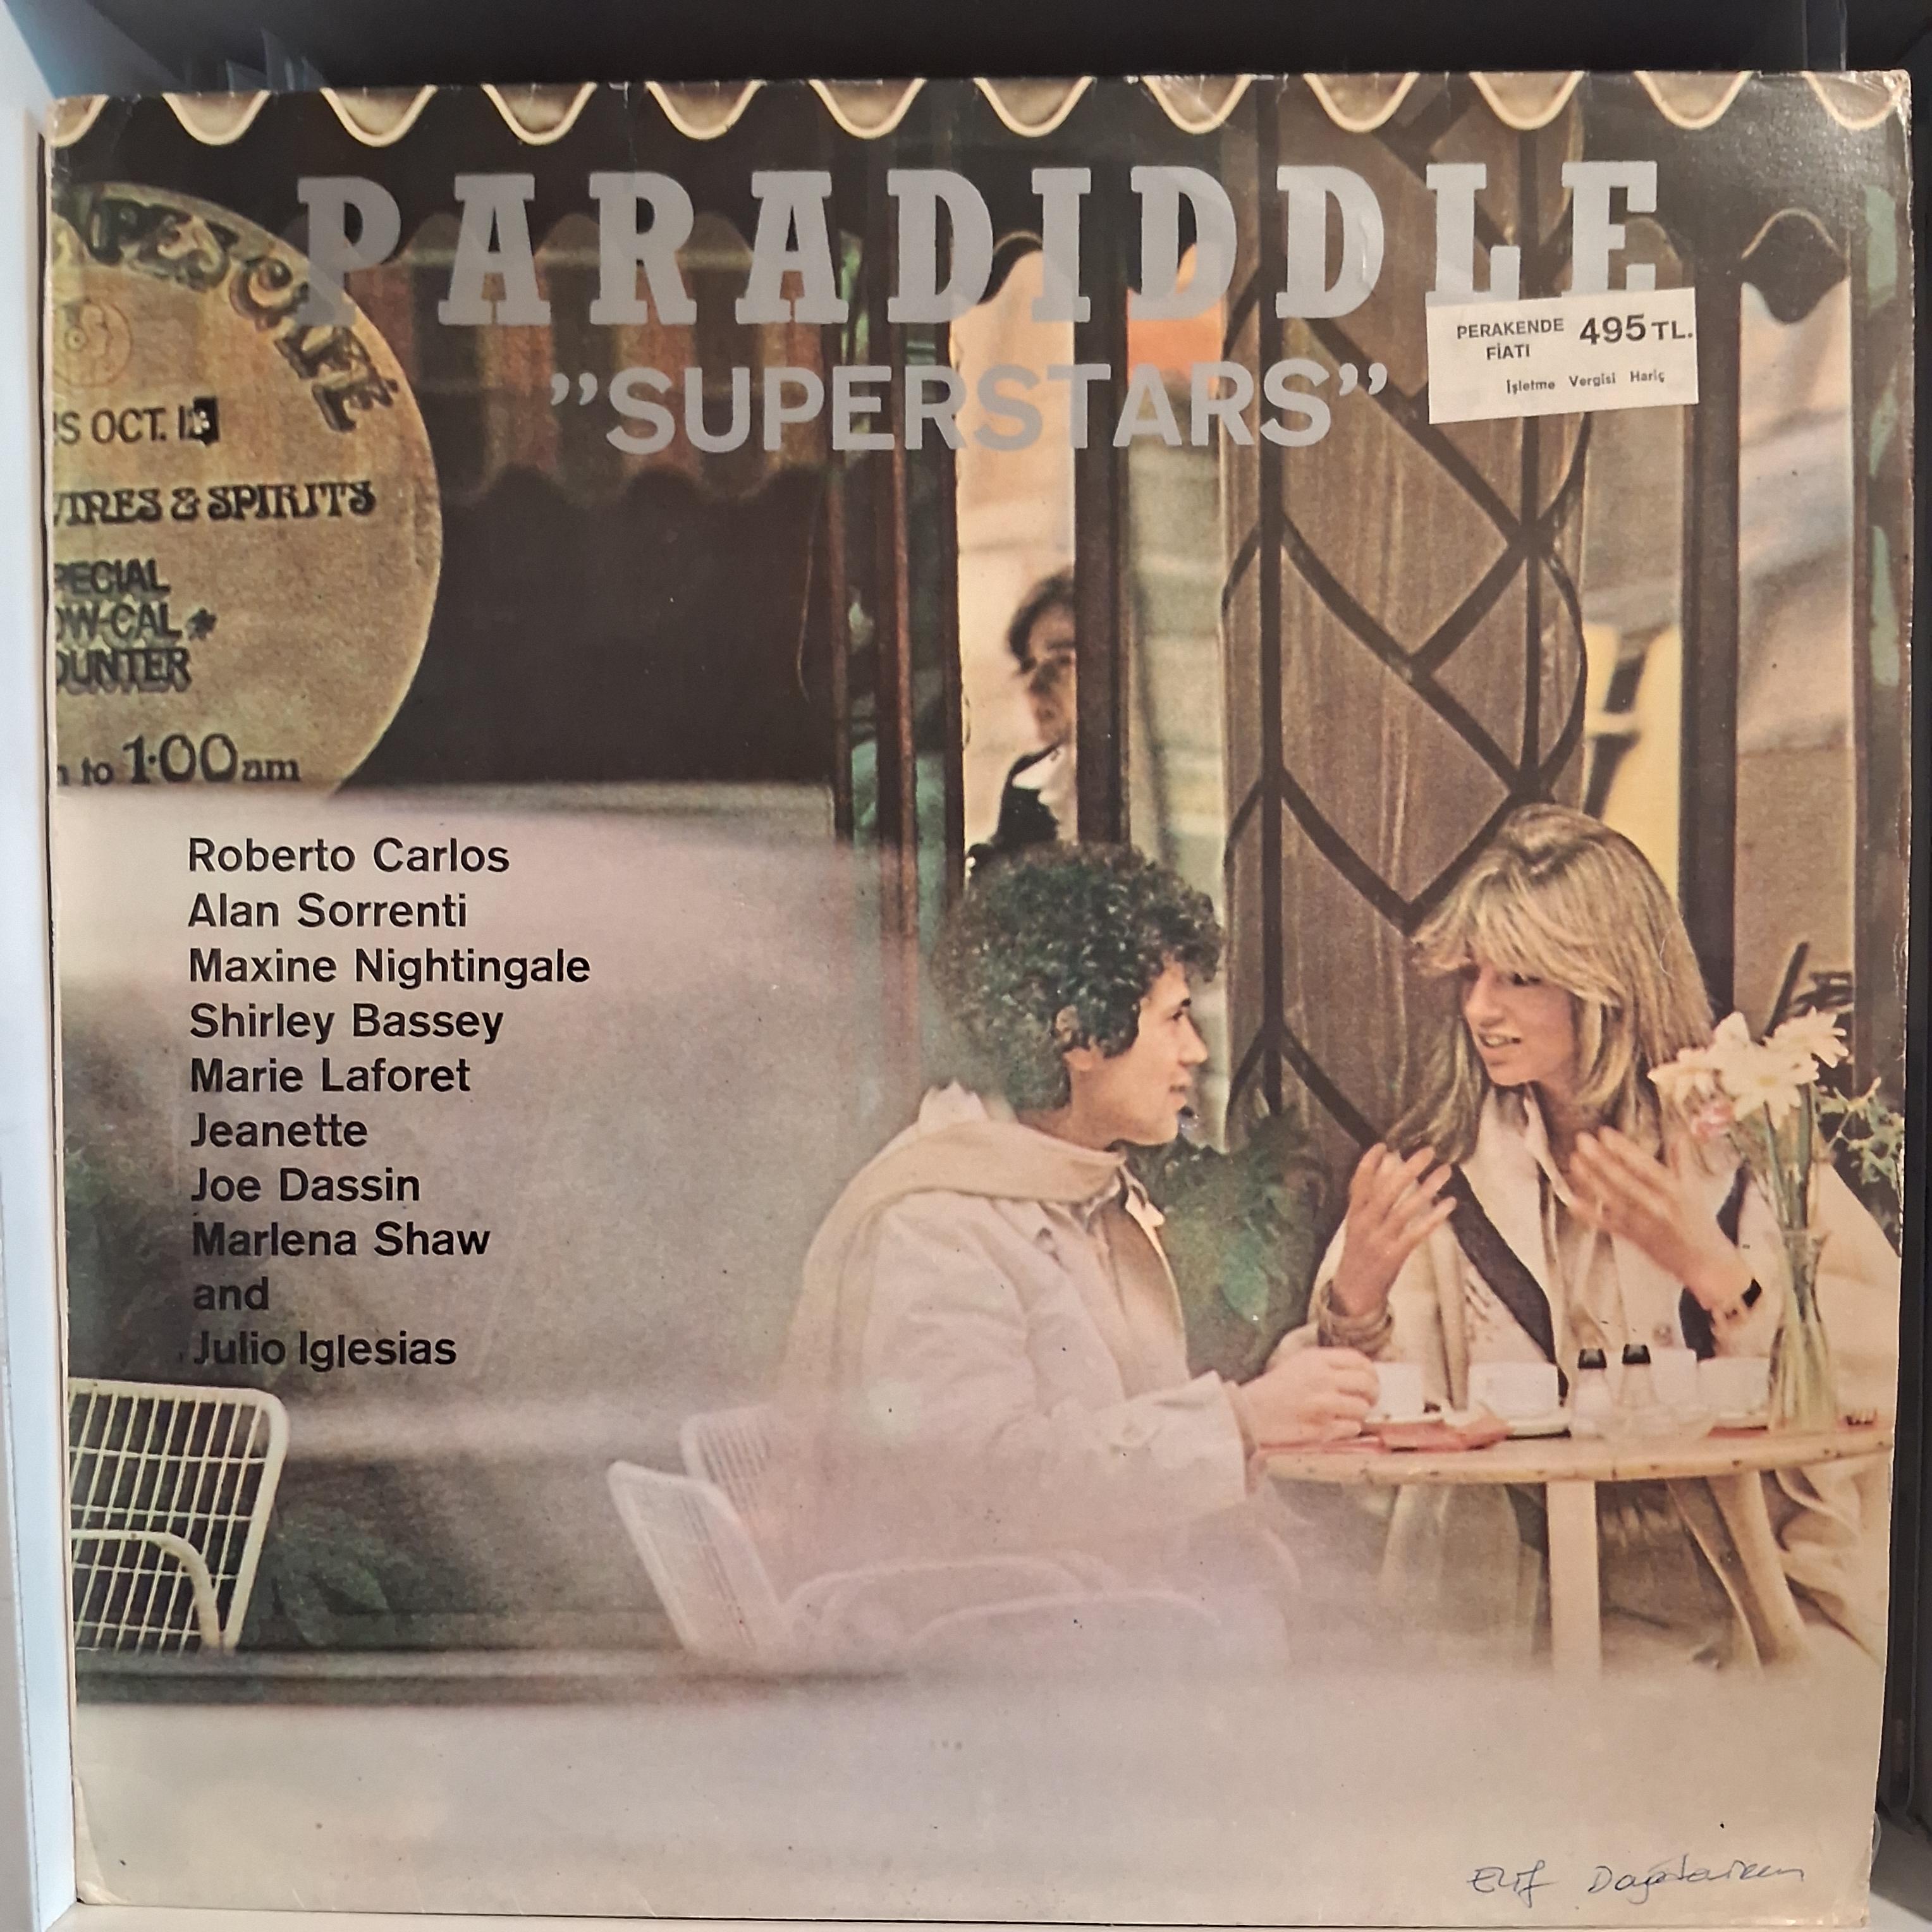 PARADIDDLE
"SUPERSTARS"
PERAKENDE FİATI 495 TL.
İşletme Vergisi Hariç
CAFÉ
S OCT. 13
& SPIRITS
PECIAL
OW-CAL *
OUNTER
to 1·00am
Roberto Carlos
Alan Sorrenti
Maxine Nightingale
Shirley Bassey
Marie Laforet
Jeanette
Joe Dassin
Marlena Shaw
and
Julio Iglesias
Elif